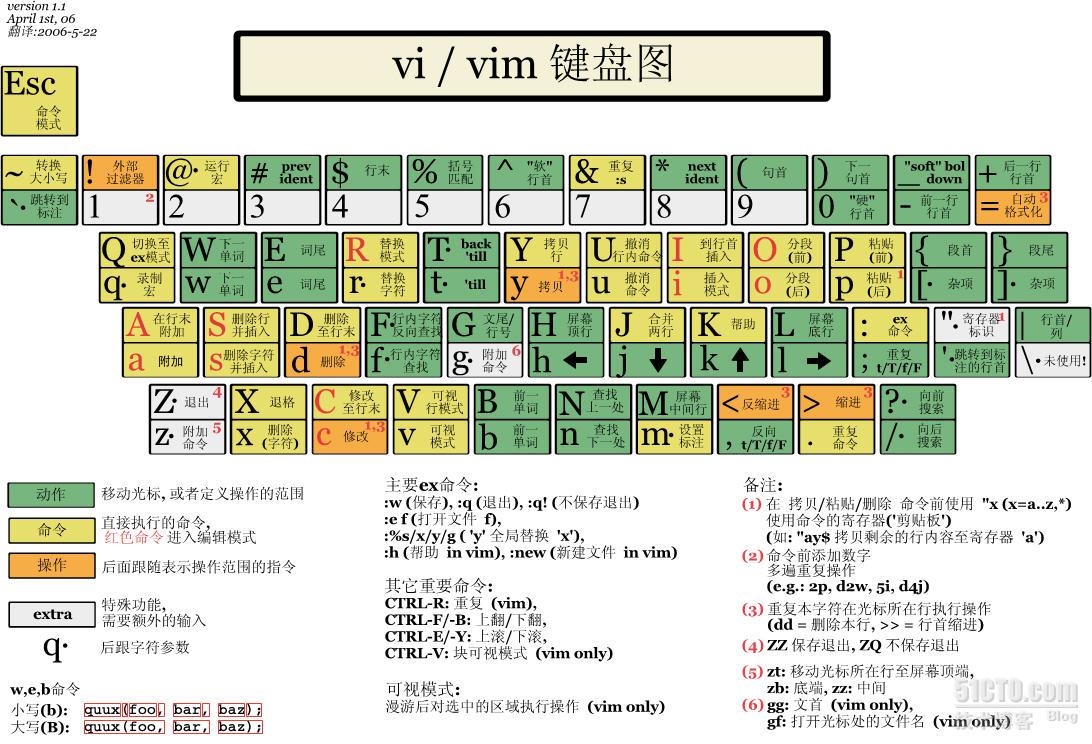 version 1.1
April 1st, 06
翻译:2006-5-22
vi / vim 键盘图
Esc
命令
模式
~ 转换
大小写
`· 跳转到
标注
! 外部
过滤器
1 2
@· 运行
宏
2
# prev
ident
3
$ 行末
4
% 括号
匹配
5
^ "软"
行首
6
& 重复
:s
7
* next
ident
8
( 句首
9
) 下一
句首
0 "硬"
行首
"soft" bol
_ down
- 前一行
行首
+ 后一行
行首
= 自动 3
格式化
Q 切换至
ex模式
q· 录制
宏
W 下一
单词
w 下一
单词
E 词尾
e 词尾
R 替换
模式
r· 替换
字符
T· back
'till
t· 'till
Y 拷贝
行
y 拷贝 1,3
U 撤消
行内命令
u 撤消
命令
I 到行首
插入
i 插入
模式
O 分段
(前)
o 分段
(后)
P 粘贴
(前)
p 粘贴 1
(后)
{ 段首
[· 杂项
} 段尾
]· 杂项
A 在行末
附加
a 附加
S 删除行
并插入
s 删除字符
并插入
D 删除
至行末
d 删除 1,3
F· 行内字符
反向查找
f· 行内字符
查找
G 文尾/
行号
g· 附加 6
命令
H 屏幕
顶行
h ←
J 合并
两行
j ↓
K 帮助
k ↑
L 屏幕
底行
l →
: ex
命令
; 重复
t/T/f/F
"· 寄存器 1
标识
'· 跳转到标
注的行首
| 行首/
列
\· 未使用!
Z· 退出 4
z· 附加 5
命令
X 退格
x 删除
(字符)
C 修改
至行末
c 修改 1,3
V 可视
行模式
v 可视
模式
B 前一
单词
b 前一
单词
N 查找
上一处
n 查找
下一处
M 屏幕
中间行
m· 设置
标注
< 反缩进 3
, 反向
t/T/f/F
> 缩进 3
. 重复
命令
?· 向前
搜索
/· 向后
搜索
动作 移动光标, 或者定义操作的范围
命令 直接执行的命令,
红色命令 进入编辑模式
操作 后面跟随表示操作范围的指令
extra 特殊功能,
需要额外的输入
q· 后跟字符参数
w,e,b命令
小写(b): quux(foo, bar, baz);
大写(B): quux(foo, bar, baz);
主要ex命令:
:w (保存), :q (退出), :q! (不保存退出)
:e f (打开文件 f),
:%s/x/y/g ( 'y' 全局替换 'x'),
:h (帮助 in vim), :new (新建文件 in vim)
其它重要命令:
CTRL-R: 重复 (vim),
CTRL-F/-B: 上翻/下翻,
CTRL-E/-Y: 上滚/下滚,
CTRL-V: 块可视模式 (vim only)
可视模式:
漫游后对选中的区域执行操作 (vim only)
备注:
(1) 在 拷贝/粘贴/删除 命令前使用 "x (x=a..z,*)
使用命令的寄存器('剪贴板')
(如: "ay$ 拷贝剩余的行内容至寄存器 'a')
(2) 命令前添加数字
多遍重复操作
(e.g.: 2p, d2w, 5i, d4j)
(3) 重复本字符在光标所在行执行操作
(dd = 删除本行, >> = 行首缩进)
(4) ZZ 保存退出, ZQ 不保存退出
(5) zt: 移动光标所在行至屏幕顶端,
zb: 底端, zz: 中间
(6) gg: 文首 (vim only),
gf: 打开光标处的文件名 (vim only)
51CTO.com
技术博客 Blog